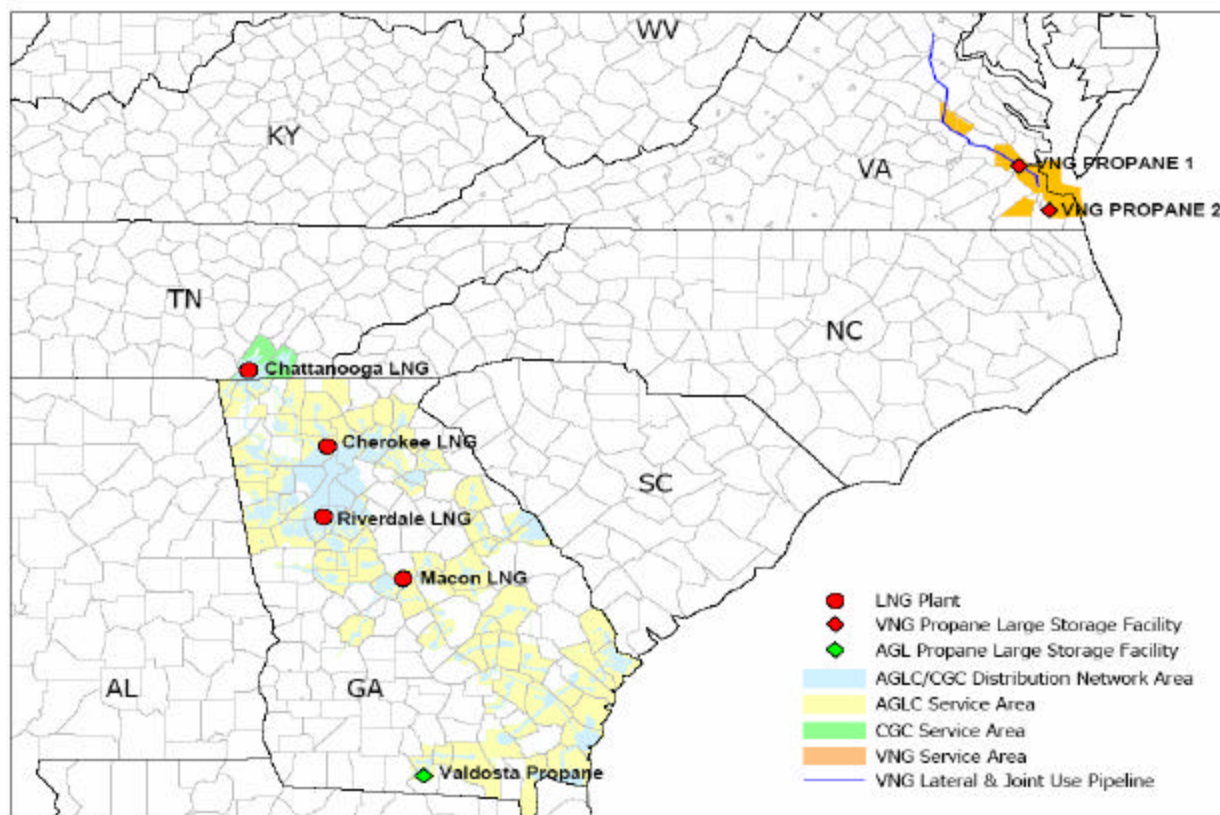 WV
KY
VA
VNG PROPANE 1
VNG PROPANE 2
TN
NC
Chattanooga LNG
Cherokee LNG
SC
Riverdale LNG
Macon LNG
AL
GA
Valdosta Propane
LNG Plant
VNG Propane Large Storage Facility
AGL Propane Large Storage Facility
AGLC/CGC Distribution Network Area
AGLC Service Area
CGC Service Area
VNG Service Area
VNG Lateral & Joint Use Pipeline